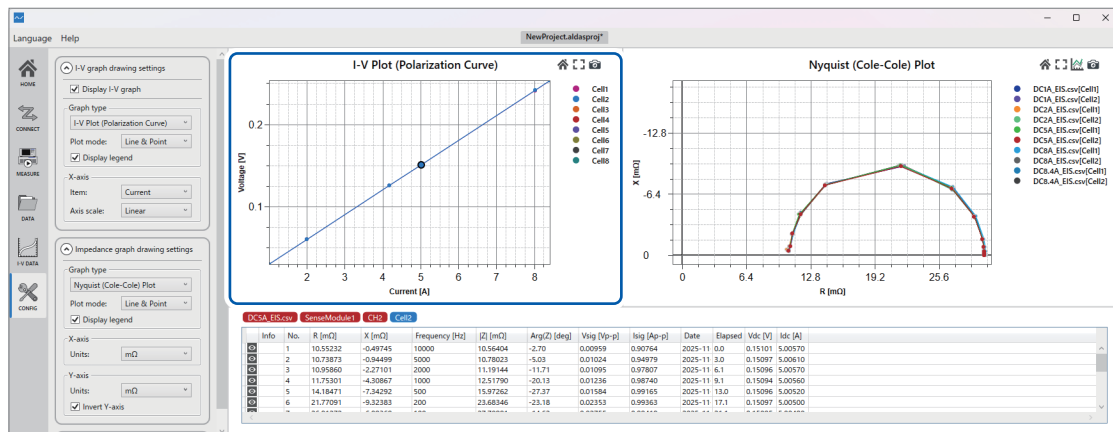 Language Help
NewProject.aldasproj*
HOME
CONNECT
MEASURE
DATA
I-V DATA
CONFIG
I-V graph drawing settings
Display I-V graph
Graph type
I-V Plot (Polarization Curve)
Plot mode: Line & Point
Display legend
X-axis
Item: Current
Axis scale: Linear
Impedance graph drawing settings
Graph type
Nyquist (Cole-Cole) Plot
Plot mode: Line & Point
Display legend
X-axis
Units: mΩ
Y-axis
Units: mΩ
Invert Y-axis
I-V Plot (Polarization Curve)
Voltage [V]
0.2
0.1
2 3 4 5 6 7 8
Current [A]
Cell1
Cell2
Cell3
Cell4
Cell5
Cell6
Cell7
Cell8
Nyquist (Cole-Cole) Plot
X [mΩ]
-12.8
-6.4
0
0 6.4 12.8 19.2 25.6
R [mΩ]
DC1A_EIS.csv[Cell1]
DC1A_EIS.csv[Cell2]
DC2A_EIS.csv[Cell1]
DC2A_EIS.csv[Cell2]
DC5A_EIS.csv[Cell1]
DC5A_EIS.csv[Cell2]
DC8A_EIS.csv[Cell1]
DC8A_EIS.csv[Cell2]
DC8.4A_EIS.csv[Cell1]
DC8.4A_EIS.csv[Cell2]
DC5A_EIS.csv SenseModule1 CH2 Cell2
Info No. R [mΩ] X [mΩ] Frequency [Hz] |Z| [mΩ] Arg(Z) [deg] Vsig [Vp-p] Isig [Ap-p] Date Elapsed Vdc [V] Idc [A]
1 10.55232 -0.49745 10000 10.56404 -2.70 0.00959 0.90764 2025-11 0.0 0.15101 5.00570
2 10.73873 -0.94499 5000 10.78023 -5.03 0.01024 0.94979 2025-11 3.0 0.15097 5.00610
3 10.95860 -2.27101 2000 11.19144 -11.71 0.01095 0.97807 2025-11 6.1 0.15097 5.00570
4 11.75301 -4.30867 1000 12.51790 -20.13 0.01236 0.98740 2025-11 9.1 0.15094 5.00560
5 14.18471 -7.34292 500 15.97262 -27.37 0.01584 0.99165 2025-11 13.0 0.15096 5.00520
6 21.77091 -9.32383 200 23.68346 -23.18 0.02353 0.99363 2025-11 17.1 0.15095 5.00500